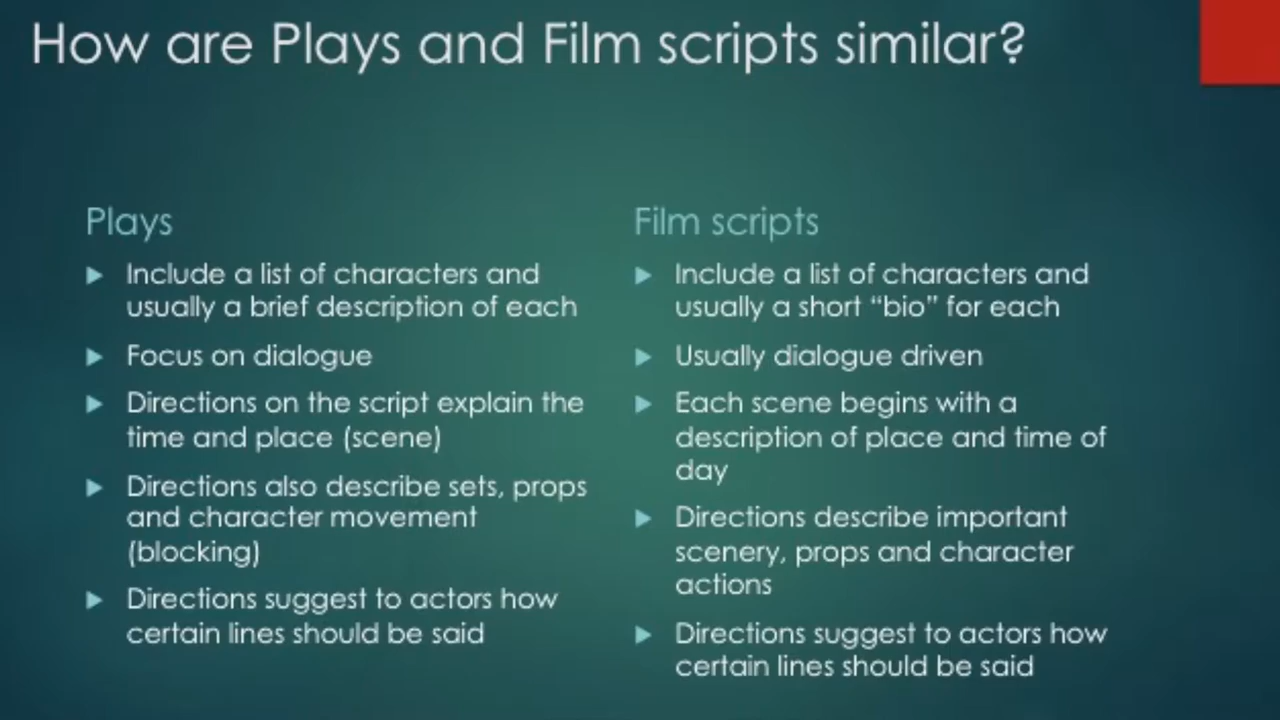 How are Plays and Film scripts similar?
Plays
Include a list of characters and
usually a brief description of each
Focus on dialogue
Directions on the script explain the
time and place (scene)
Directions also describe sets, props
and character movement
(blocking)
Directions suggest to actors how
certain lines should be said
Film scripts
Include a list of characters and
usually a short “bio” for each
Usually dialogue driven
Each scene begins with a
description of place and time of
day
Directions describe important
scenery, props and character
actions
Directions suggest to actors how
certain lines should be said